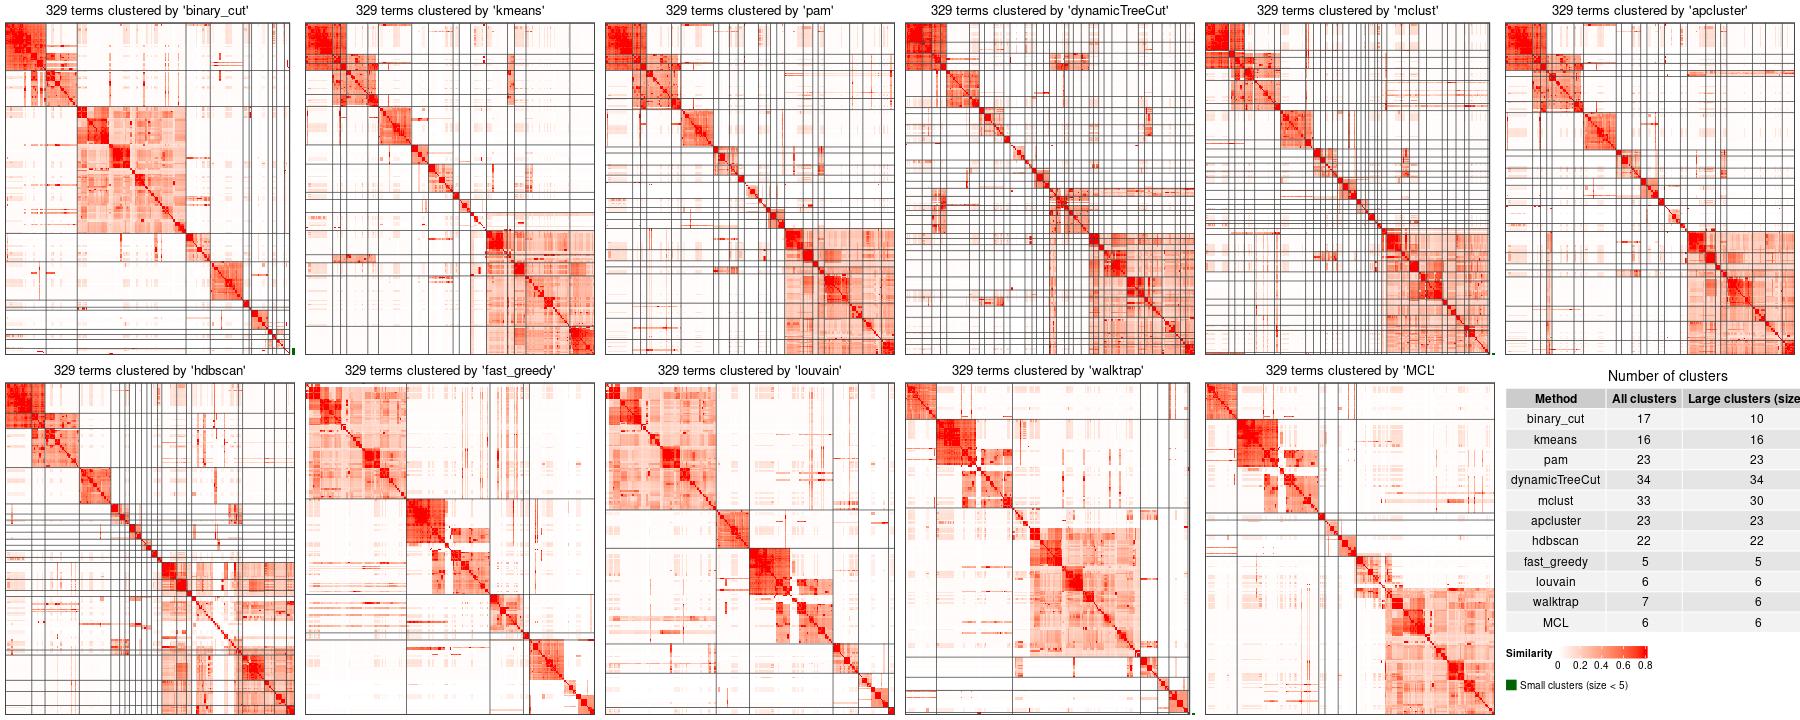 329 terms clustered by 'binary_cut'
329 terms clustered by 'kmeans'
329 terms clustered by 'pam'
329 terms clustered by 'dynamicTreeCut'
329 terms clustered by 'mclust'
329 terms clustered by 'apcluster'
329 terms clustered by 'hdbscan'
329 terms clustered by 'fast_greedy'
329 terms clustered by 'louvain'
329 terms clustered by 'walktrap'
329 terms clustered by 'MCL'
Number of clusters
Method All clusters Large clusters (size
binary_cut 17 10
kmeans 16 16
pam 23 23
dynamicTreeCut 34 34
mclust 33 30
apcluster 23 23
hdbscan 22 22
fast_greedy 5 5
louvain 6 6
walktrap 7 6
MCL 6 6
Similarity
0 0.2 0.4 0.6 0.8
Small clusters (size < 5)